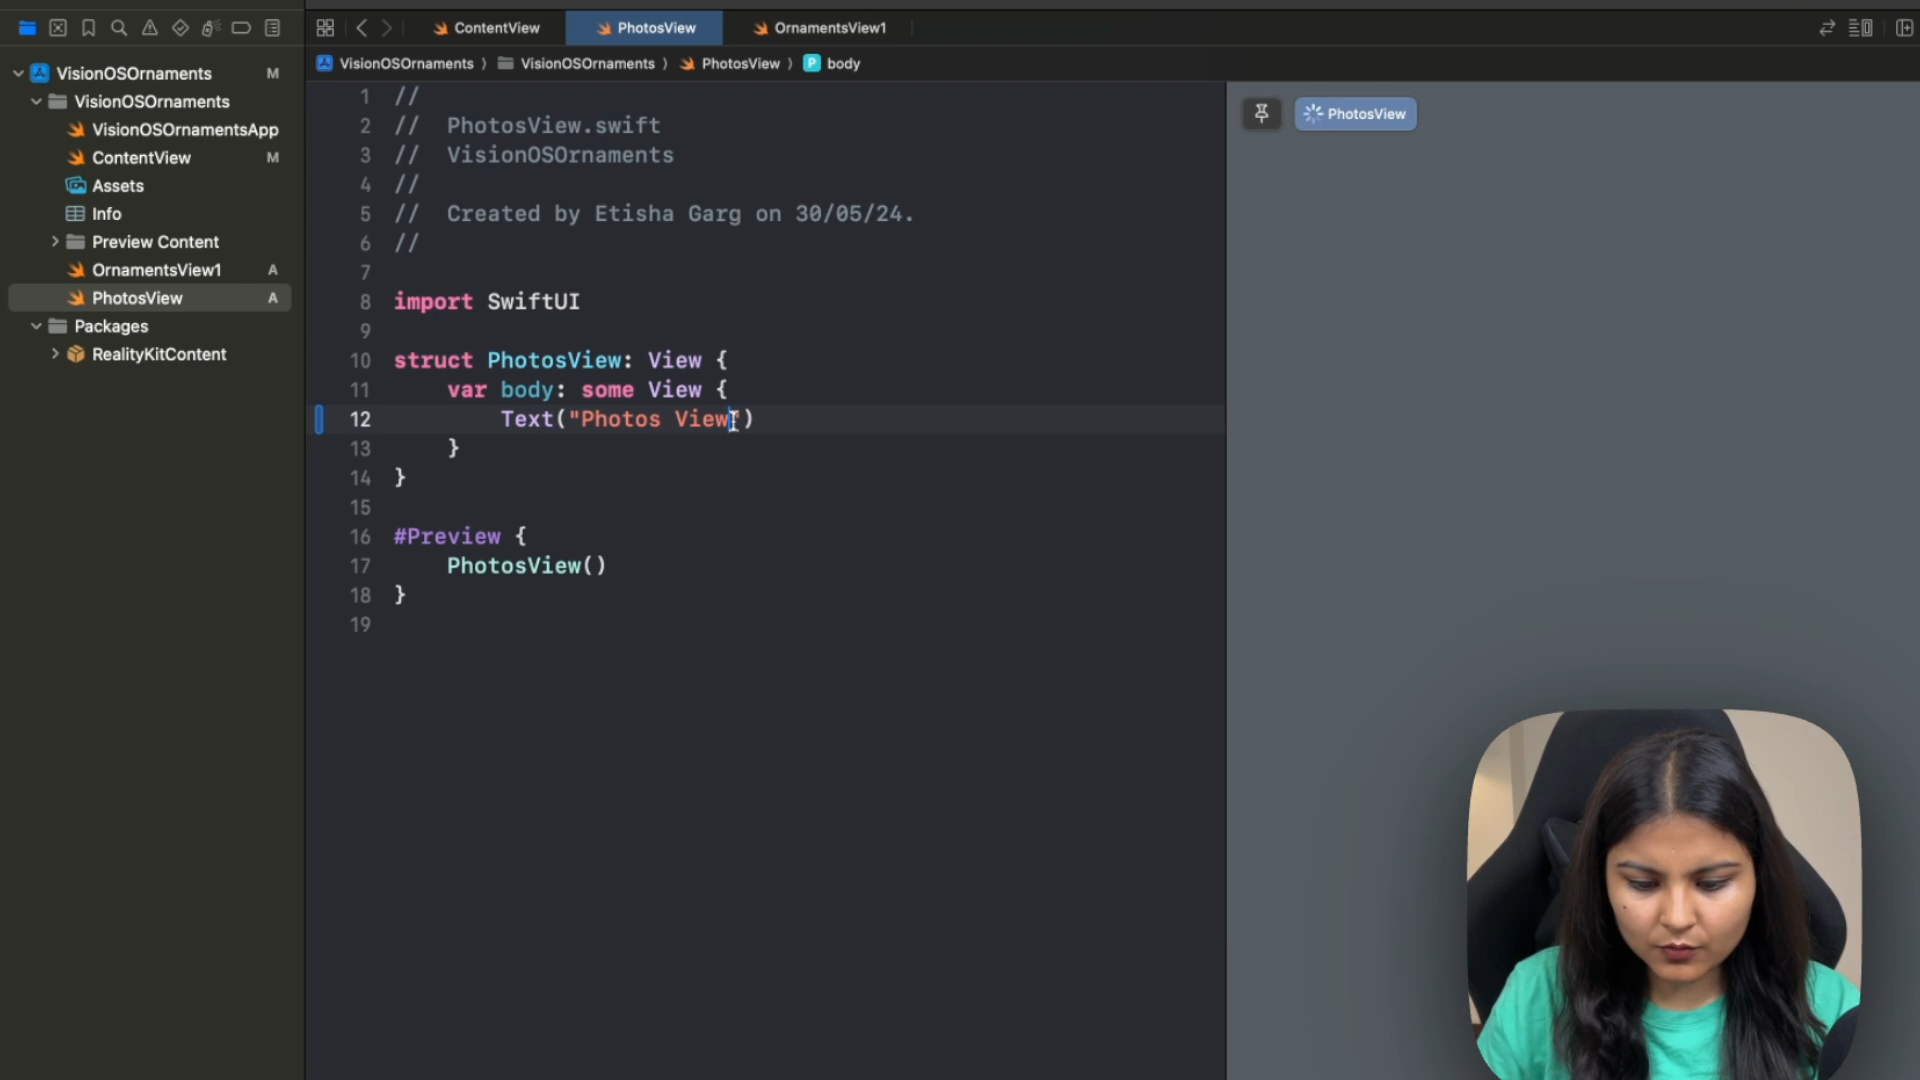 ContentView
PhotosView
OrnamentsView1
VisionOSOrnaments M
VisionOSOrnaments
VisionOSOrnamentsApp
ContentView M
Assets
Info
Preview Content
OrnamentsView1 A
PhotosView A
Packages
RealityKitContent
VisionOSOrnaments 〉 VisionOSOrnaments 〉 PhotosView 〉 P body
1 //
2 //  PhotosView.swift
3 //  VisionOSOrnaments
4 //
5 //  Created by Etisha Garg on 30/05/24.
6 //
7
8 import SwiftUI
9
10 struct PhotosView: View {
11     var body: some View {
12         Text("Photos View")
13     }
14 }
15
16 #Preview {
17     PhotosView()
18 }
19
PhotosView